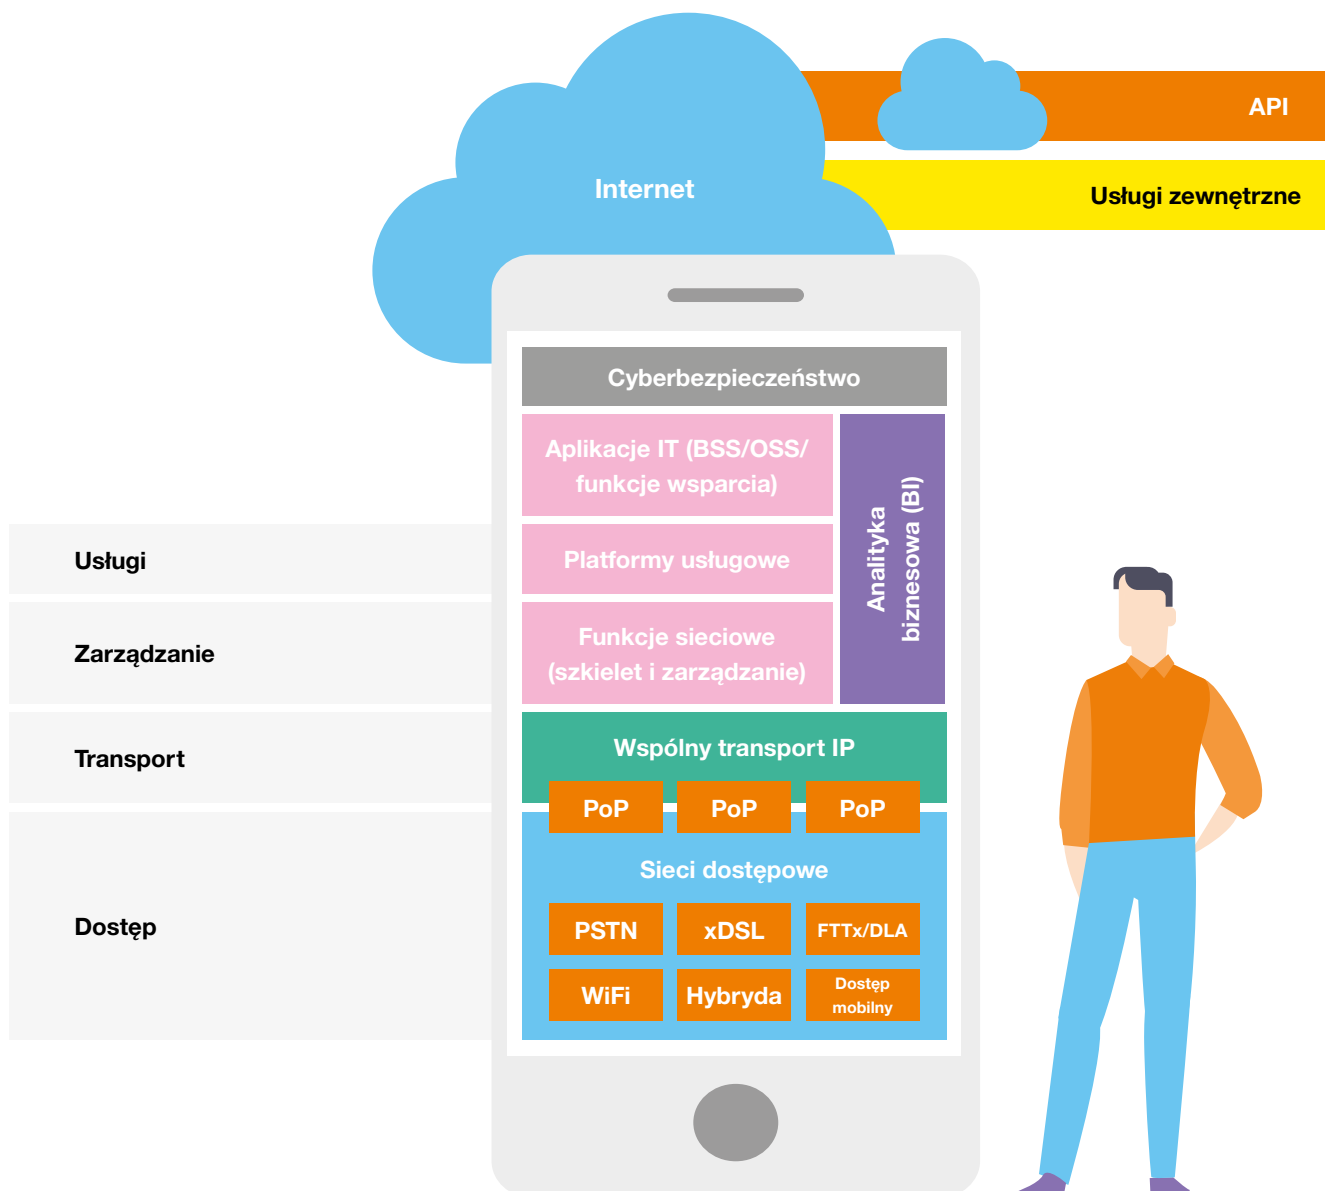 API
Internet
Usługi zewnętrzne
Cyberbezpieczeństwo
Aplikacje IT (BSS/OSS/
funkcje wsparcia)
Analityka
biznesowa (BI)
Usługi
Platformy usługowe
Zarządzanie
Funkcje sieciowe
(szkielet i zarządzanie)
Transport
Wspólny transport IP
PoP PoP PoP
Dostęp
Sieci dostępowe
PSTN xDSL FTTx/DLA
WiFi Hybryda Dostęp
mobilny